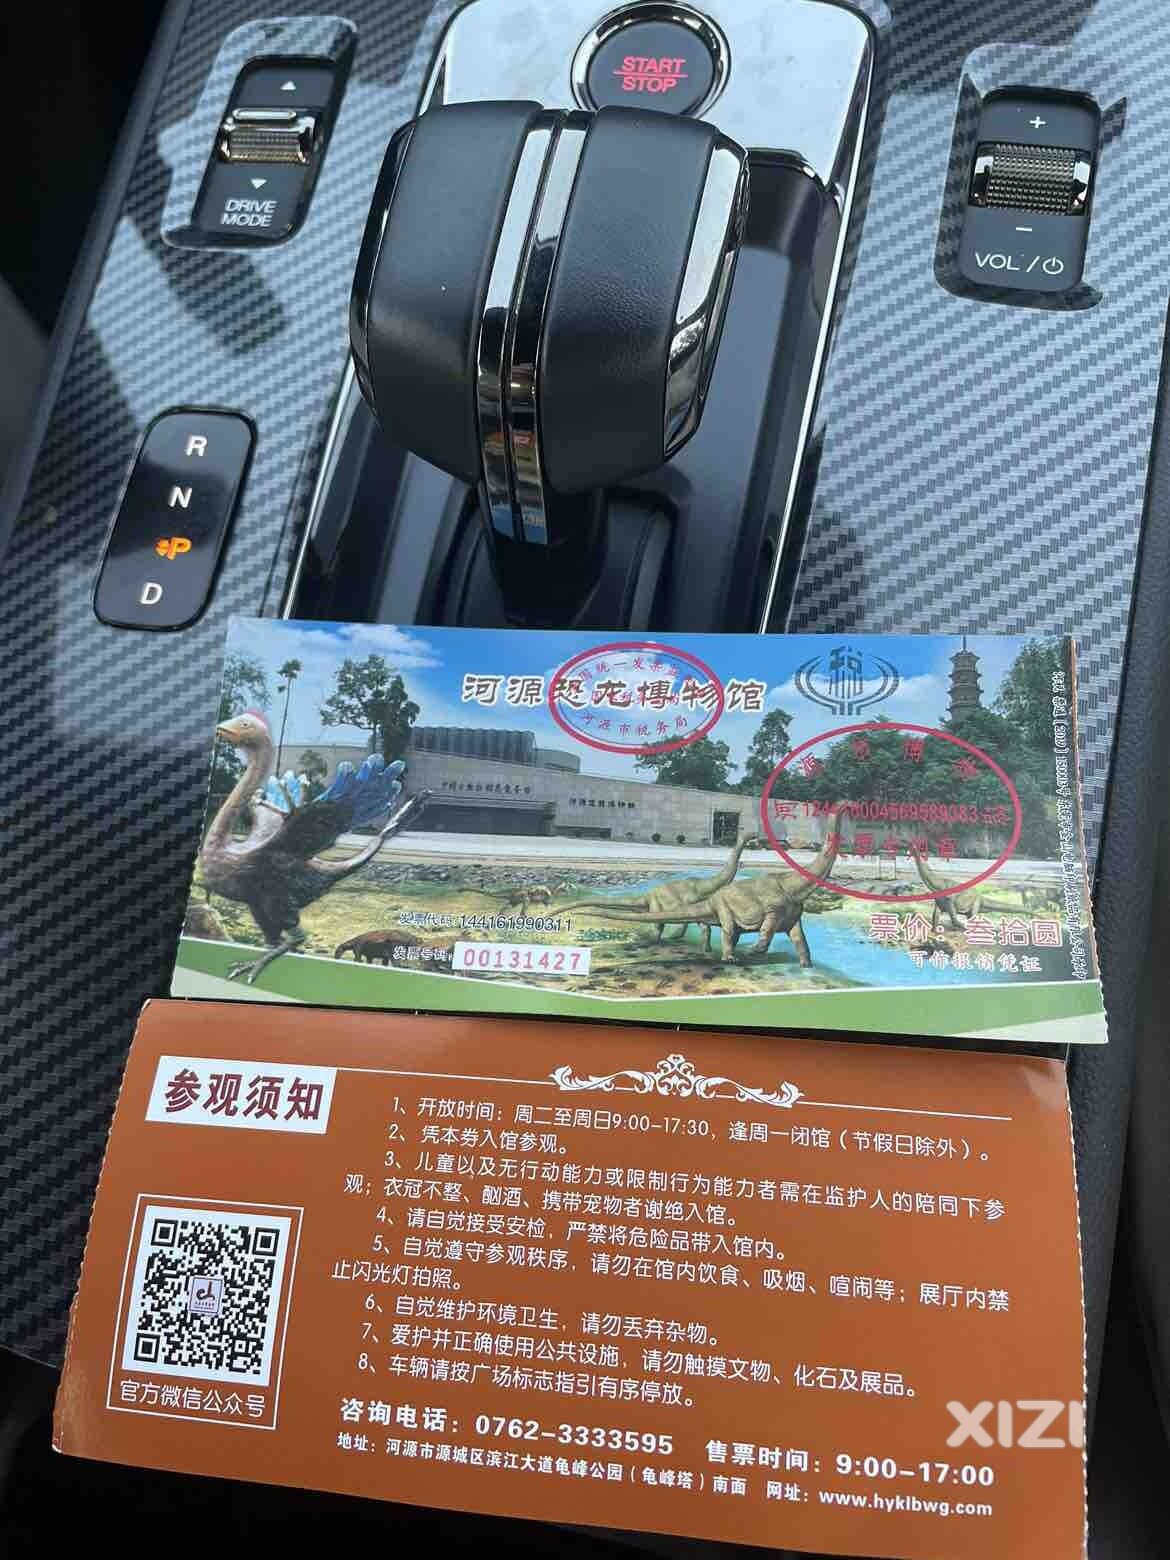 START
STOP
DRIVE
MODE
+
−
VOL /
R
N
P
D
河源恐龙博物馆
河源市税务局
发票代码:144161990311
发票号码:
00131427
票价：叁拾圆
可作报销凭证
参观须知
1、开放时间：周二至周日9:00-17:30，逢周一闭馆（节假日除外）。
2、凭本券入馆参观。
3、儿童以及无行动能力或限制行为能力者需在监护人的陪同下参
观；衣冠不整、酗酒、携带宠物者谢绝入馆。
4、请自觉接受安检，严禁将危险品带入馆内。
5、自觉遵守参观秩序，请勿在馆内饮食、吸烟、喧闹等；展厅内禁
止闪光灯拍照。
6、自觉维护环境卫生，请勿丢弃杂物。
7、爱护并正确使用公共设施，请勿触摸文物、化石及展品。
8、车辆请按广场标志指引有序停放。
官方微信公众号
咨询电话：0762-3333595 售票时间：9:00-17:00
地址：河源市源城区滨江大道龟峰公园（龟峰塔）南面 网址：www.hyklbwg.com
XIZI